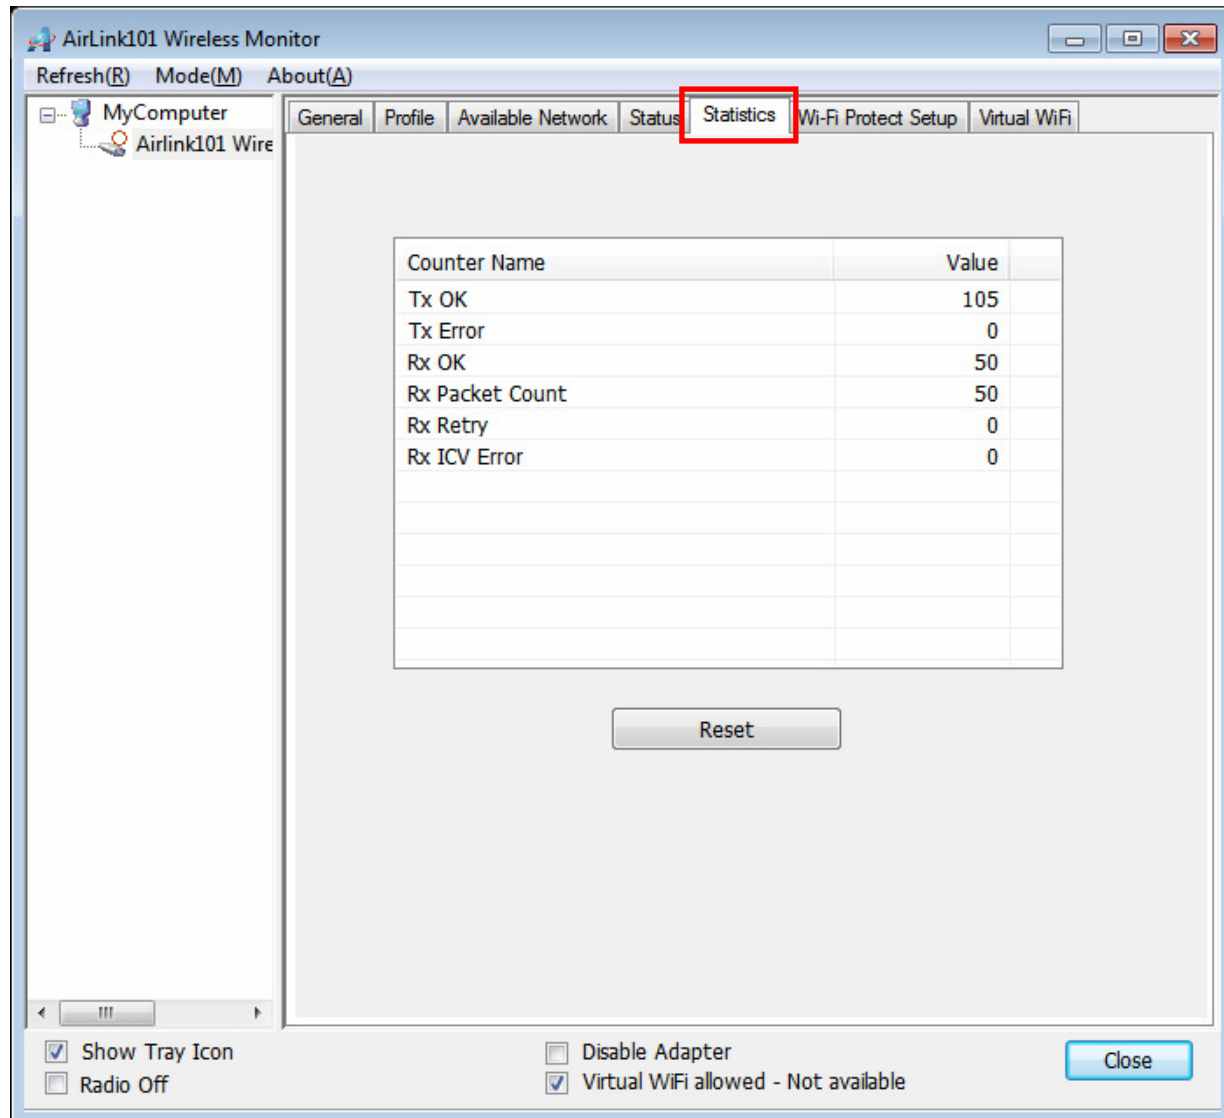 AirLink101 Wireless Monitor
Refresh(R) Mode(M) About(A)
MyComputer
Airlink101 Wire
General Profile Available Network Status Statistics Wi-Fi Protect Setup Virtual WiFi
Counter Name Value
Tx OK 105
Tx Error 0
Rx OK 50
Rx Packet Count 50
Rx Retry 0
Rx ICV Error 0
Reset
Show Tray Icon Disable Adapter Close
Radio Off Virtual WiFi allowed - Not available